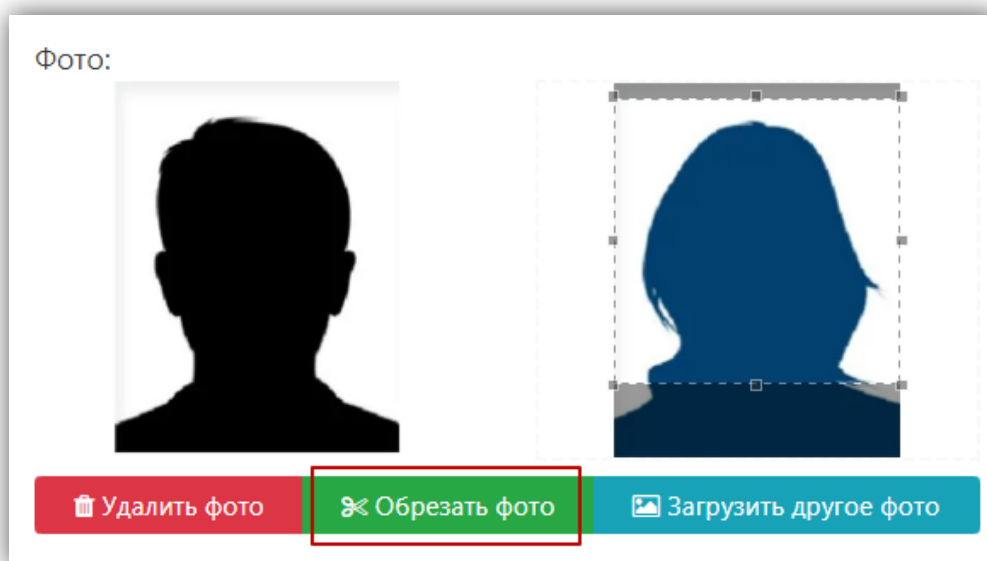 Фото:
Удалить фото
Обрезать фото
Загрузить другое фото